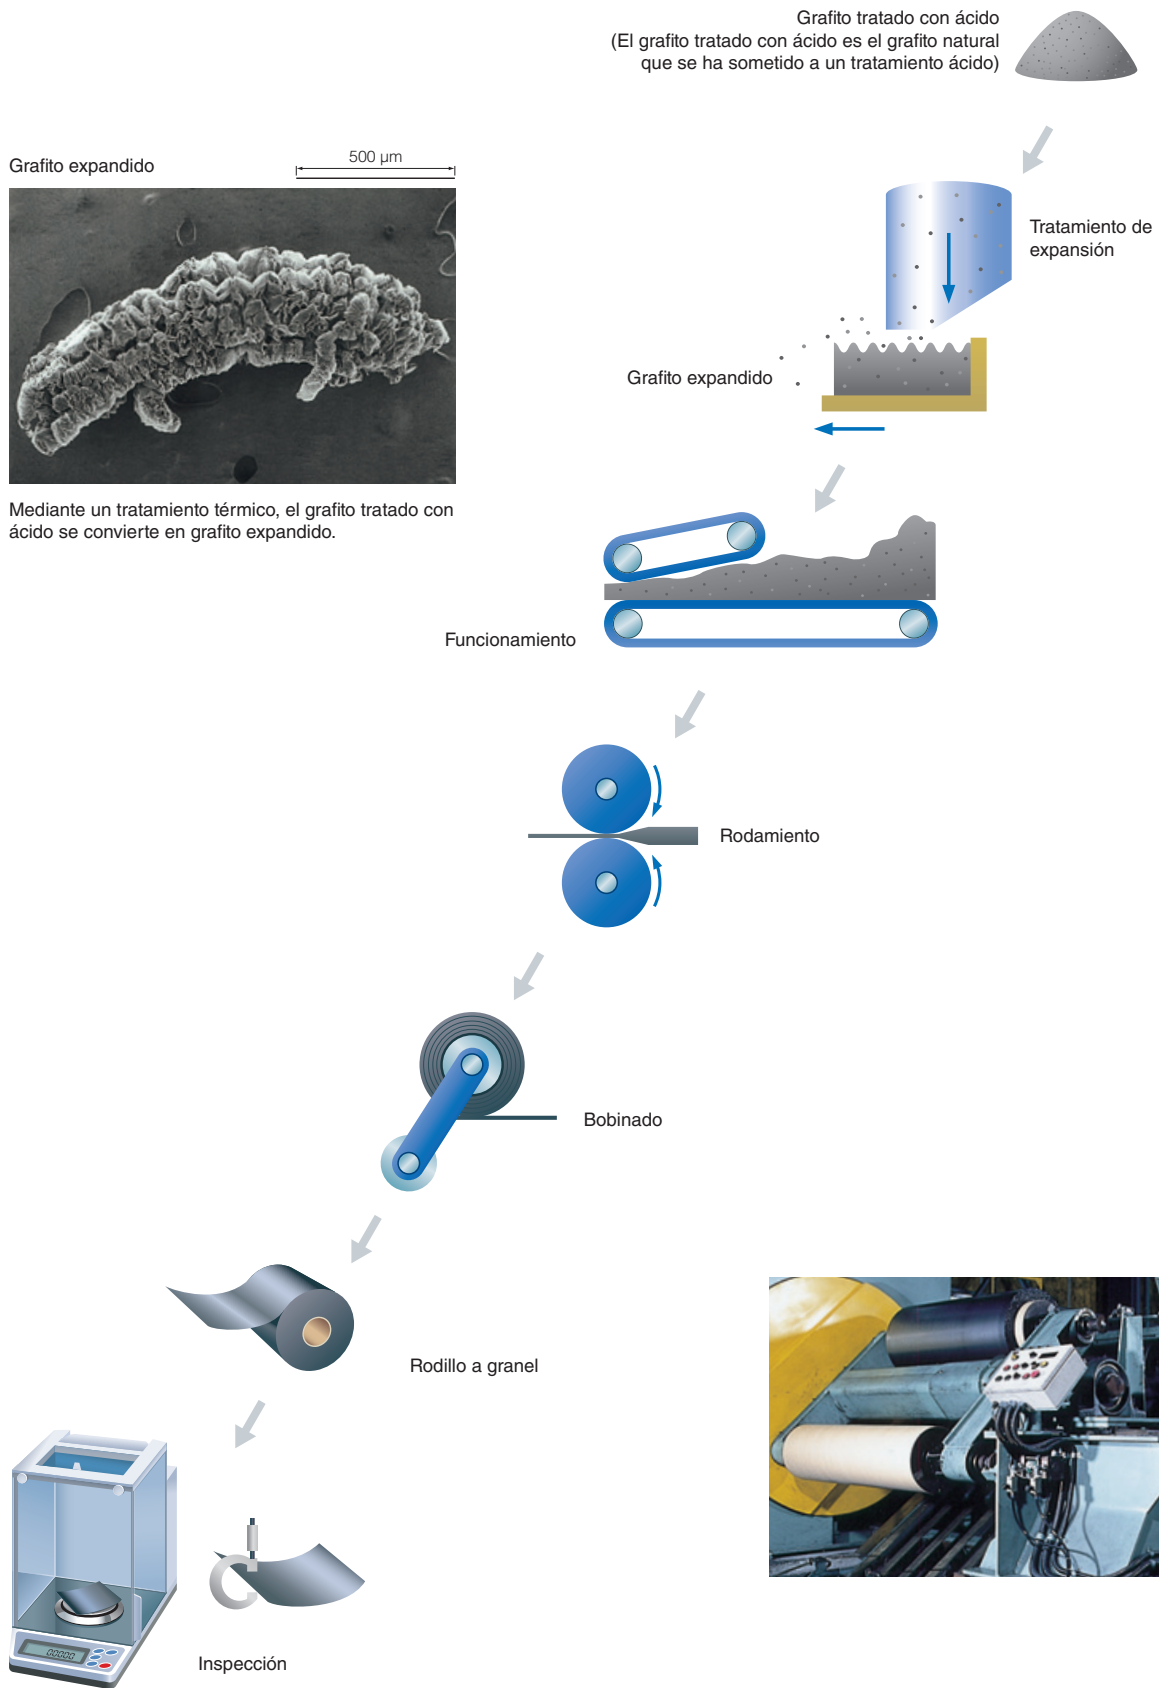 Grafito tratado con ácido
(El grafito tratado con ácido es el grafito natural
que se ha sometido a un tratamiento ácido)
Grafito expandido
500 µm
Tratamiento de
expansión
Grafito expandido
Mediante un tratamiento térmico, el grafito tratado con
ácido se convierte en grafito expandido.
Funcionamiento
Rodamiento
Bobinado
Rodillo a granel
00000
Inspección